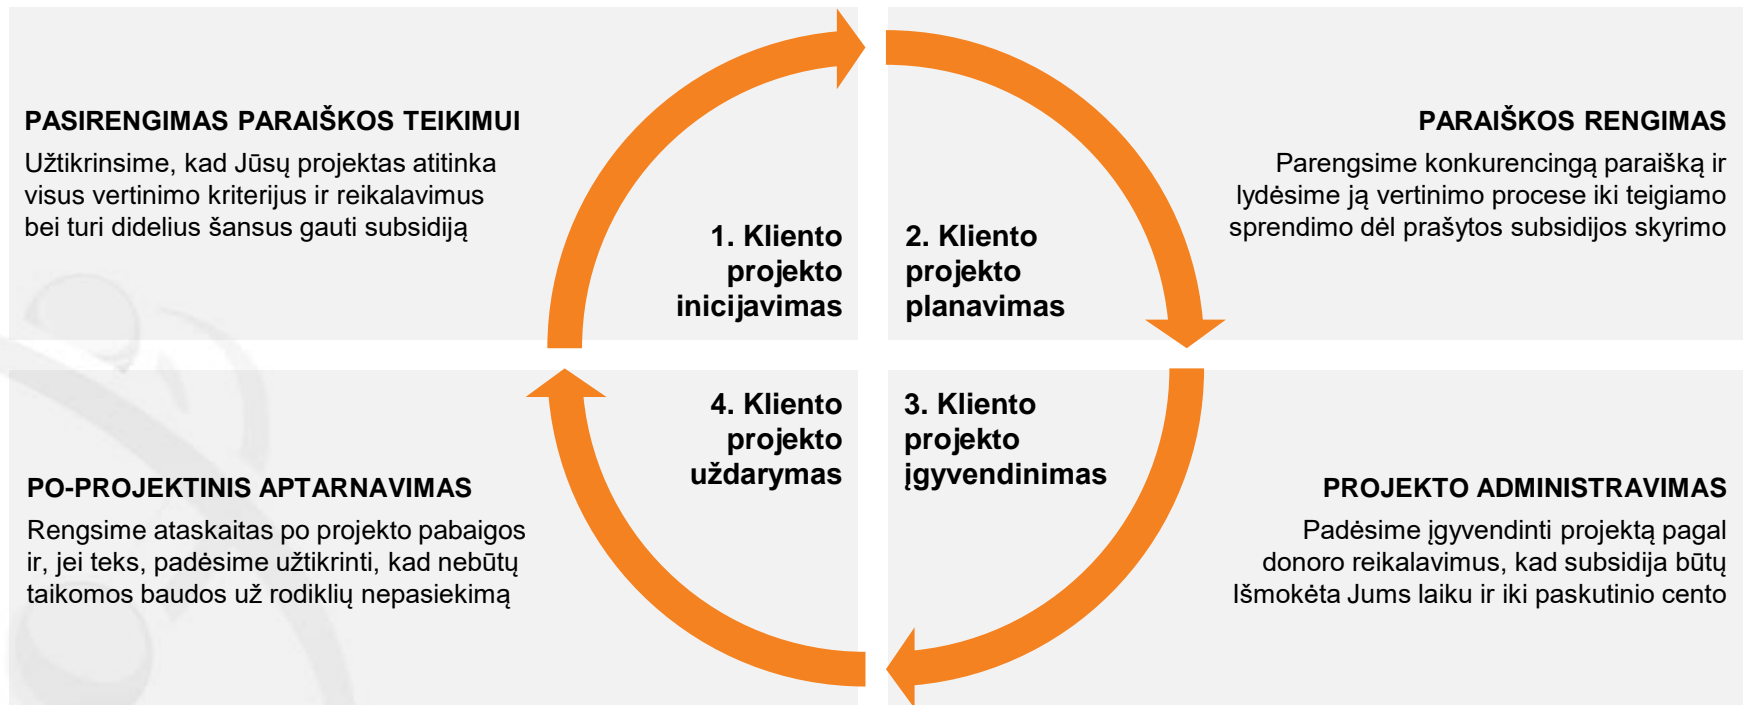 PASIRENGIMAS PARAIŠKOS TEIKIMUI
Užtikrinsime, kad Jūsų projektas atitinka
visus vertinimo kriterijus ir reikalavimus
bei turi didelius šansus gauti subsidiją
1. Kliento
projekto
inicijavimas
PARAIŠKOS RENGIMAS
Parengsime konkurencingą paraišką ir
lydėsime ją vertinimo procese iki teigiamo
sprendimo dėl prašytos subsidijos skyrimo
2. Kliento
projekto
planavimas
3. Kliento
projekto
įgyvendinimas
PROJEKTO ADMINISTRAVIMAS
Padėsime įgyvendinti projektą pagal
donoro reikalavimus, kad subsidija būtų
Išmokėta Jums laiku ir iki paskutinio cento
4. Kliento
projekto
uždarymas
PO-PROJEKTINIS APTARNAVIMAS
Rengsime ataskaitas po projekto pabaigos
ir, jei teks, padėsime užtikrinti, kad nebūtų
taikomos baudos už rodiklių nepasiekimą